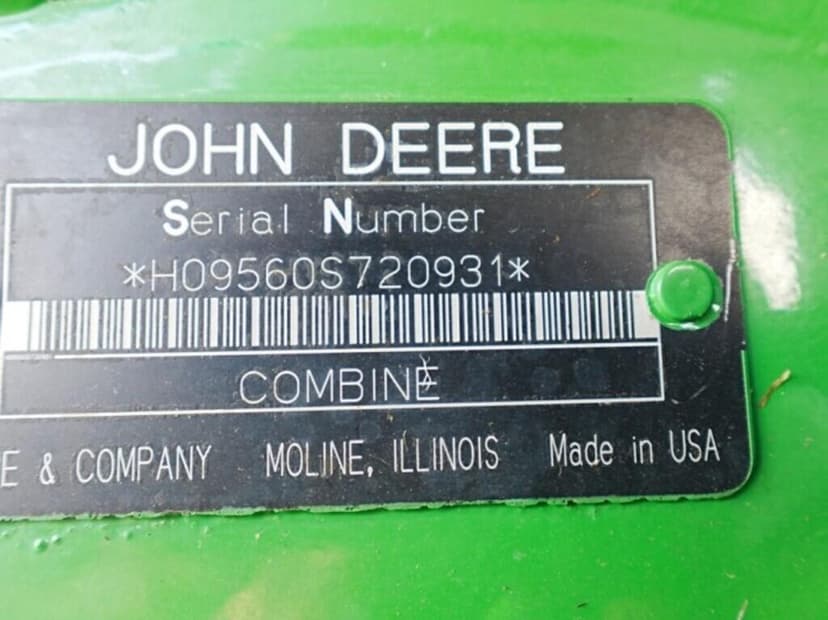 JOHN DEERE
Serial Number
*H09560S720931*
COMBINE
E & COMPANY MOLINE, ILLINOIS Made in USA